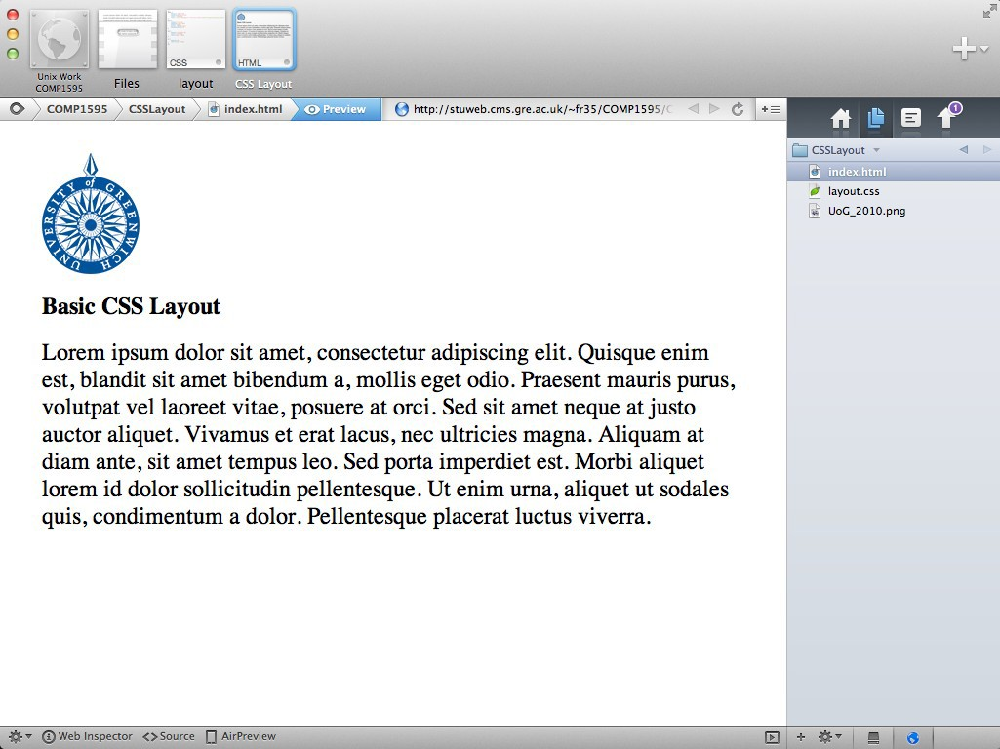 CSS
HTML
Unix Work
COMP1595
Files
layout
CSS Layout
COMP1595
CSSLayout
index.html
Preview
http://stuweb.cms.gre.ac.uk/~fr35/COMP1595/C
1
CSSLayout
index.html
layout.css
UoG_2010.png
UNIVERSITY of GREENWICH
Basic CSS Layout
Lorem ipsum dolor sit amet, consectetur adipiscing elit. Quisque enim
est, blandit sit amet bibendum a, mollis eget odio. Praesent mauris purus,
volutpat vel laoreet vitae, posuere at orci. Sed sit amet neque at justo
auctor aliquet. Vivamus et erat lacus, nec ultricies magna. Aliquam at
diam ante, sit amet tempus leo. Sed porta imperdiet est. Morbi aliquet
lorem id dolor sollicitudin pellentesque. Ut enim urna, aliquet ut sodales
quis, condimentum a dolor. Pellentesque placerat luctus viverra.
Web Inspector
Source
AirPreview